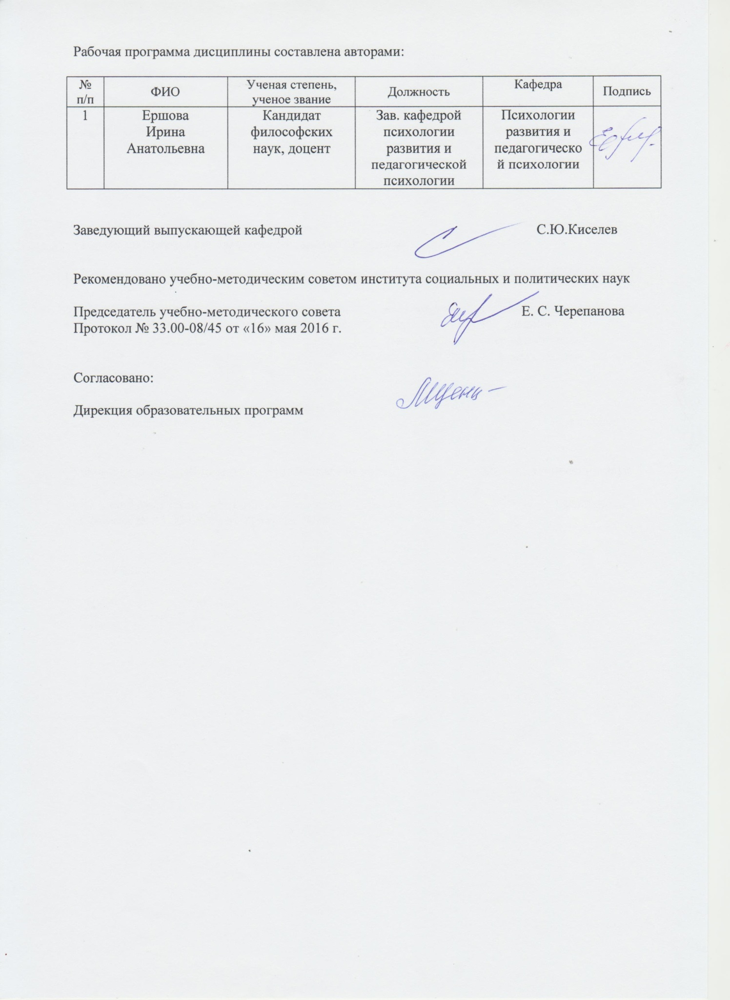 Рабочая программа дисциплины составлена авторами:
№ п/п ФИО Ученая степень, ученое звание Должность Кафедра Подпись
1 Ершова Ирина Анатольевна Кандидат философских наук, доцент Зав. кафедрой психологии развития и педагогической психологии Психологии развития и педагогическо й психологии
Заведующий выпускающей кафедрой С.Ю.Киселев
Рекомендовано учебно-методическим советом института социальных и политических наук
Председатель учебно-методического совета Е. С. Черепанова
Протокол № 33.00-08/45 от «16» мая 2016 г.
Согласовано:
Дирекция образовательных программ